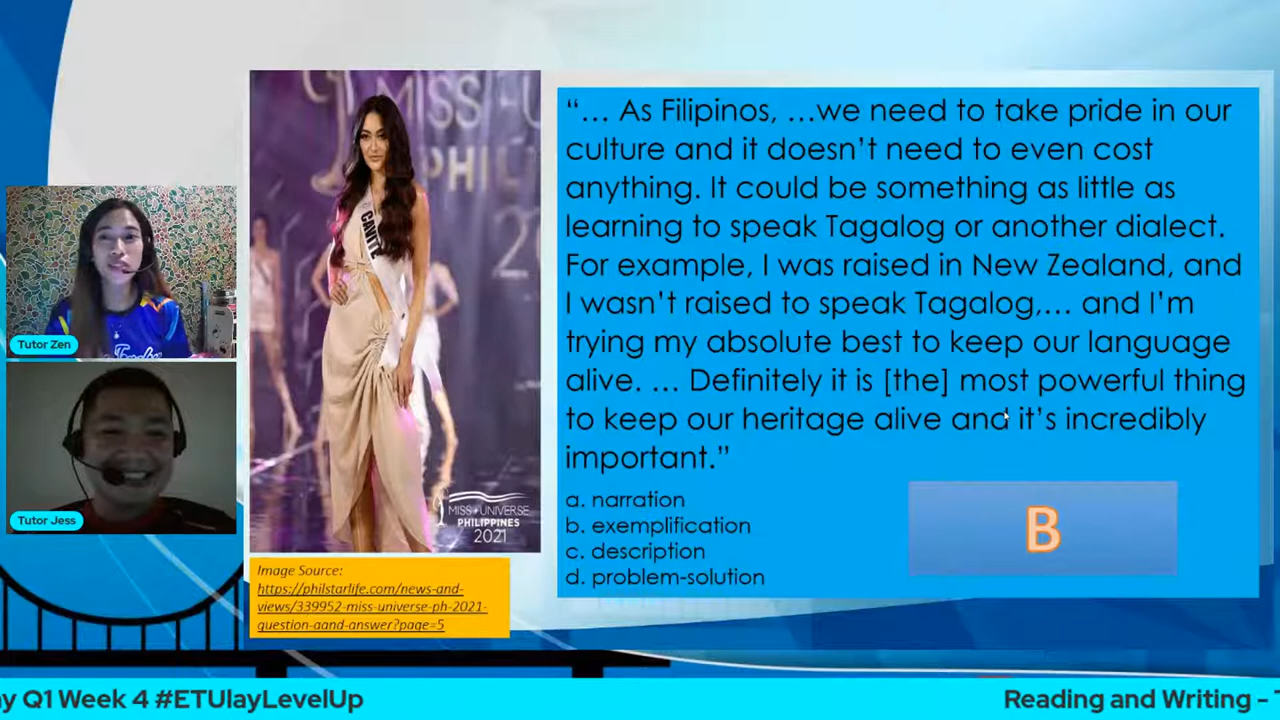 “… As Filipinos, …we need to take pride in our
culture and it doesn’t need to even cost
anything. It could be something as little as
learning to speak Tagalog or another dialect.
For example, I was raised in New Zealand, and
I wasn’t raised to speak Tagalog,… and I’m
trying my absolute best to keep our language
alive. … Definitely it is [the] most powerful thing
to keep our heritage alive and it’s incredibly
important.”
a. narration
b. exemplification
c. description
d. problem-solution
B
MISS
PHIL
CAVITE
MISS UNIVERSE
PHILIPPINES
2021
Tutor Zen
Tutor Jess
Image Source:
https://philstarlife.com/news-and-
views/339952-miss-universe-ph-2021-
question-aand-answer?page=5
ay Q1 Week 4 #ETUlayLevelUp
Reading and Writing –